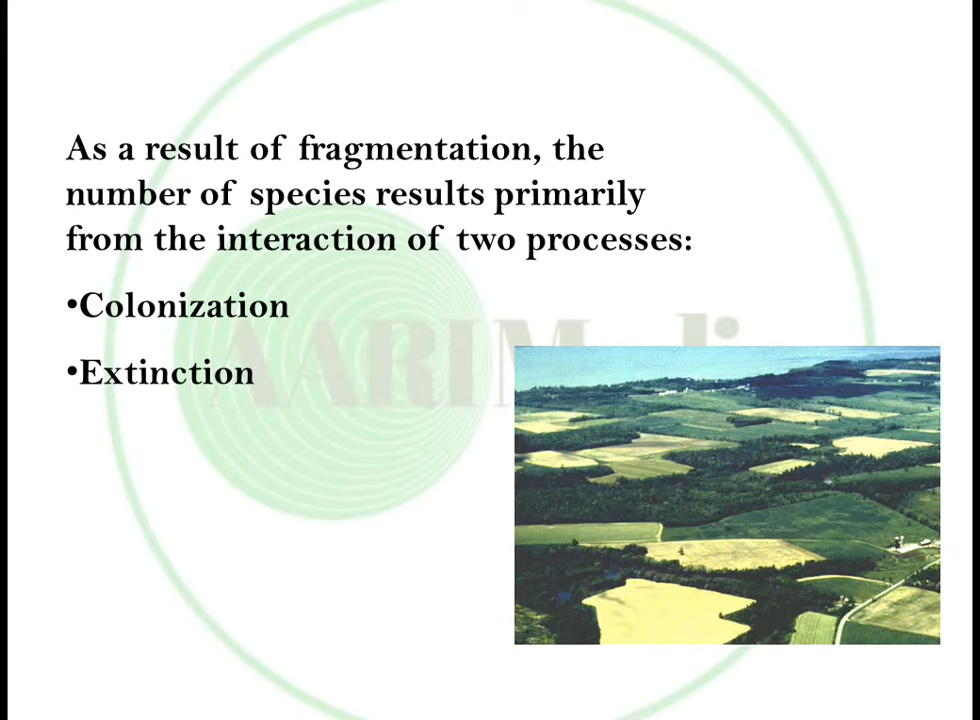 As a result of fragmentation, the
number of species results primarily
from the interaction of two processes:
•Colonization
•Extinction